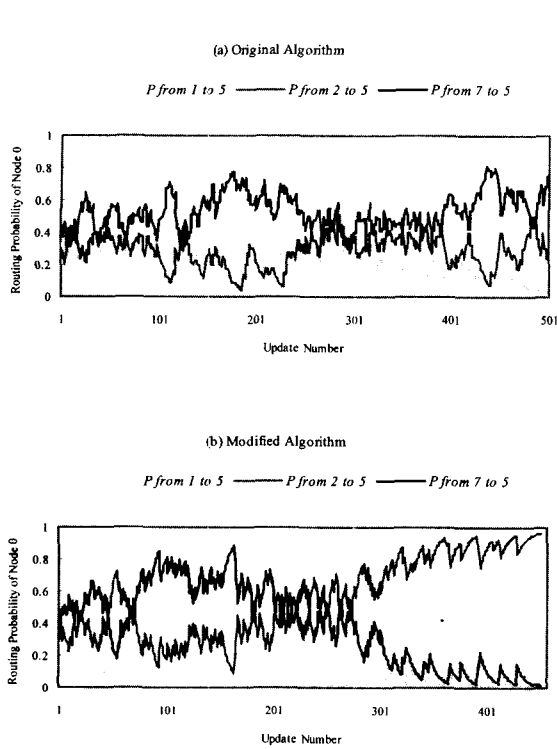 (a) Original Algorithm
P from 1 to 5 P from 2 to 5 P from 7 to 5
Routing Probability of Node 0
1
0.8
0.6
0.4
0.2
0
1 101 201 301 401 501
Update Number
(b) Modified Algorithm
P from 1 to 5 P from 2 to 5 P from 7 to 5
Routing Probability of Node 0
1
0.8
0.6
0.4
0.2
0
1 101 201 301 401
Update Number